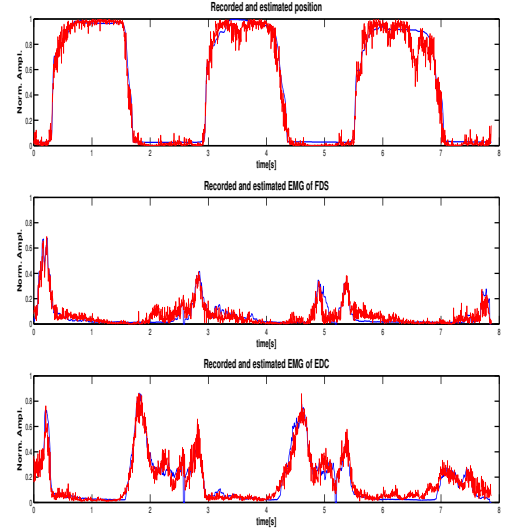 Recorded and estimated position
Norm. Ampl.
1
0.8
0.6
0.4
0.2
0
0 1 2 3 4 5 6 7 8
time[s]
Recorded and estimated EMG of FDS
Norm. Ampl.
1
0.8
0.6
0.4
0.2
0
0 1 2 3 4 5 6 7 8
time[s]
Recorded and estimated EMG of EDC
Norm. Ampl.
1
0.8
0.6
0.4
0.2
0
0 1 2 3 4 5 6 7 8
time[s]